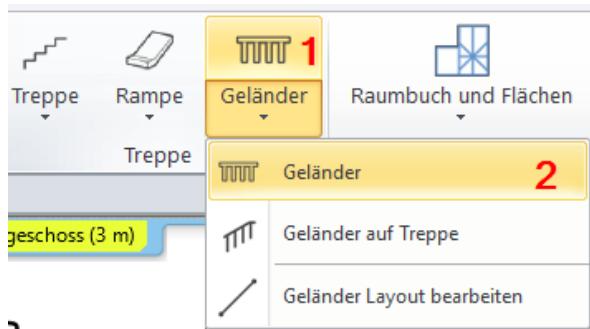 1
Treppe Rampe Geländer Raumbuch und Flächen
Treppe
Geländer 2
geschoss (3 m) Geländer auf Treppe
Geländer Layout bearbeiten